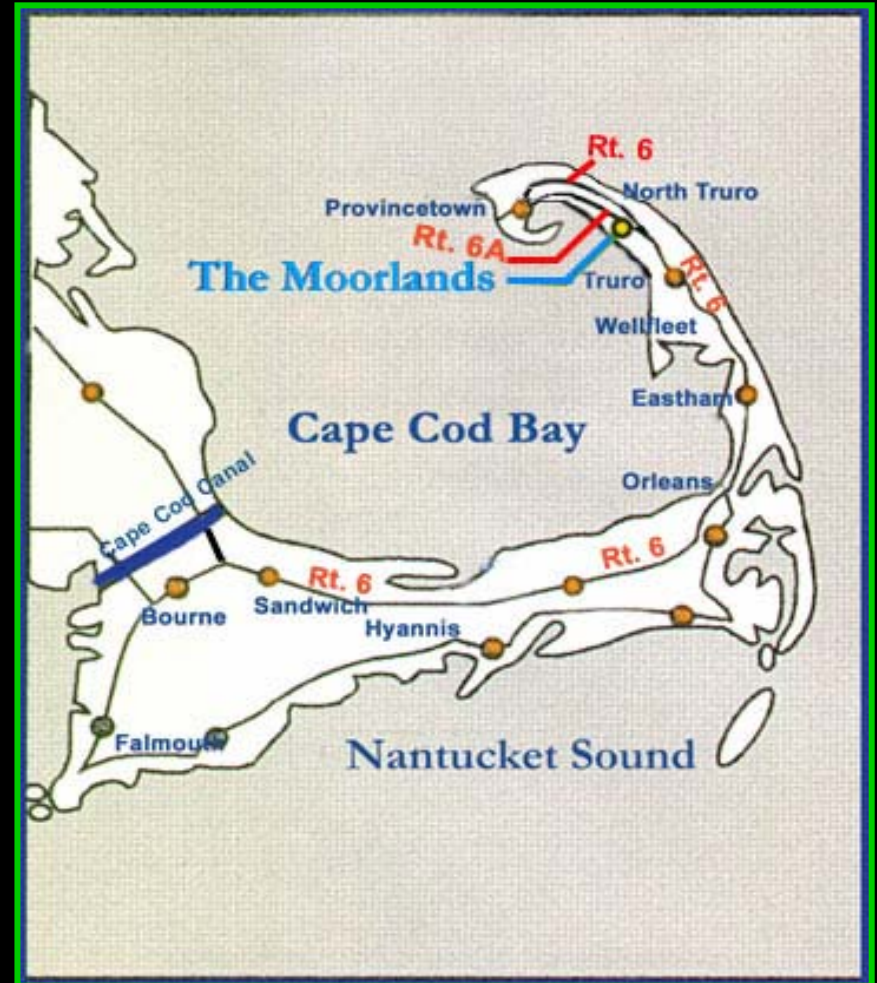 Rt. 6
North Truro
Provincetown
Rt. 6A
The Moorlands
Truro
Rt. 6
Wellfleet
Eastham
Cape Cod Bay
Orleans
Cape Cod Canal
Rt. 6
Rt. 6
Sandwich
Bourne
Hyannis
Falmouth
Nantucket Sound